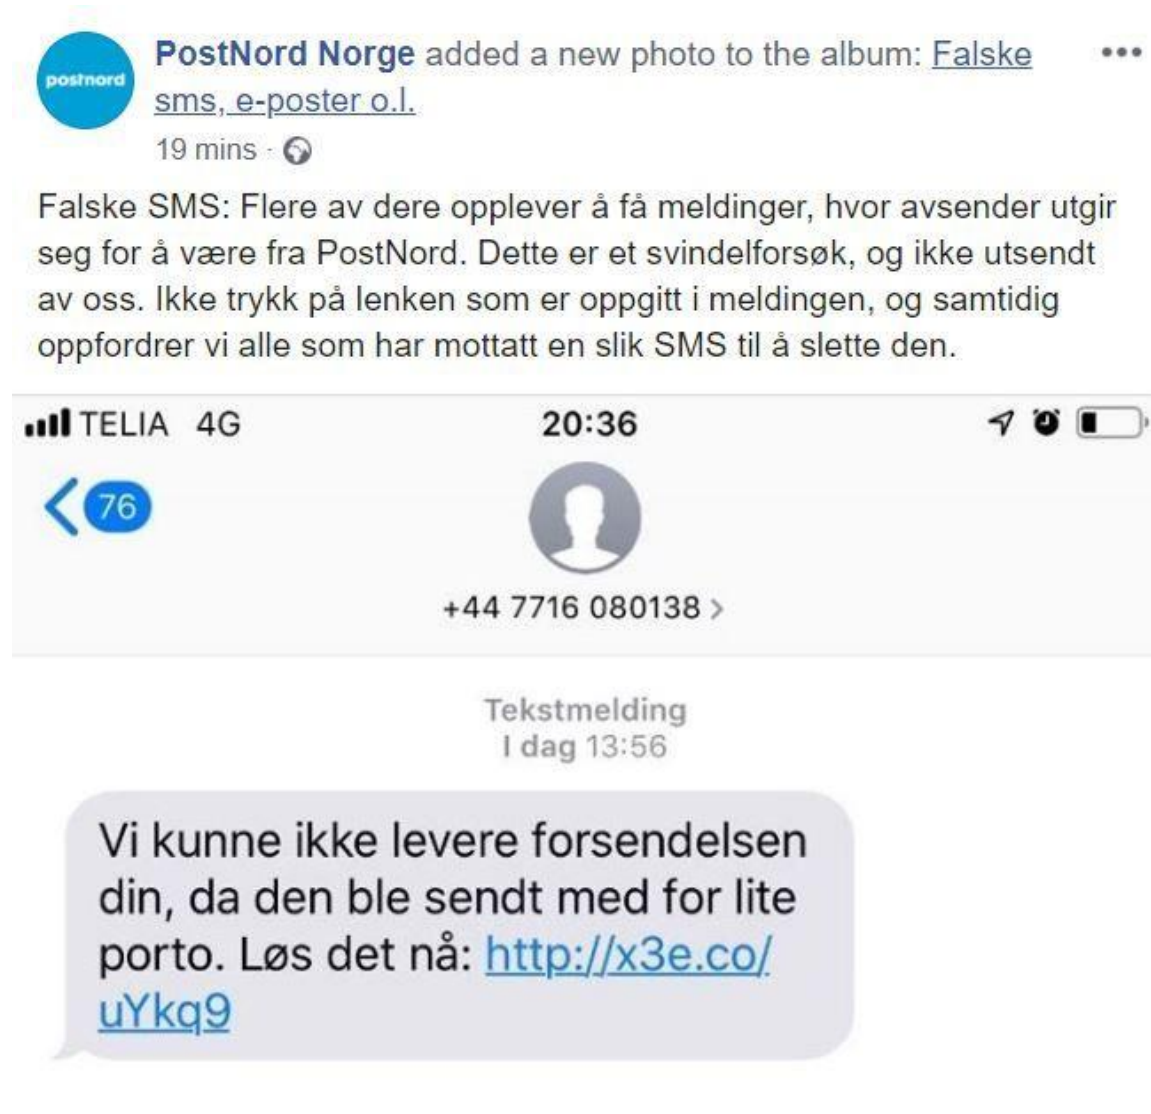 postnord
PostNord Norge added a new photo to the album: Falske
sms, e-poster o.l.
19 mins ·
Falske SMS: Flere av dere opplever å få meldinger, hvor avsender utgir
seg for å være fra PostNord. Dette er et svindelforsøk, og ikke utsendt
av oss. Ikke trykk på lenken som er oppgitt i meldingen, og samtidig
oppfordrer vi alle som har mottatt en slik SMS til å slette den.
TELIA 4G 20:36
76
+44 7716 080138 >
Tekstmelding
I dag 13:56
Vi kunne ikke levere forsendelsen
din, da den ble sendt med for lite
porto. Løs det nå: http://x3e.co/
uYkq9